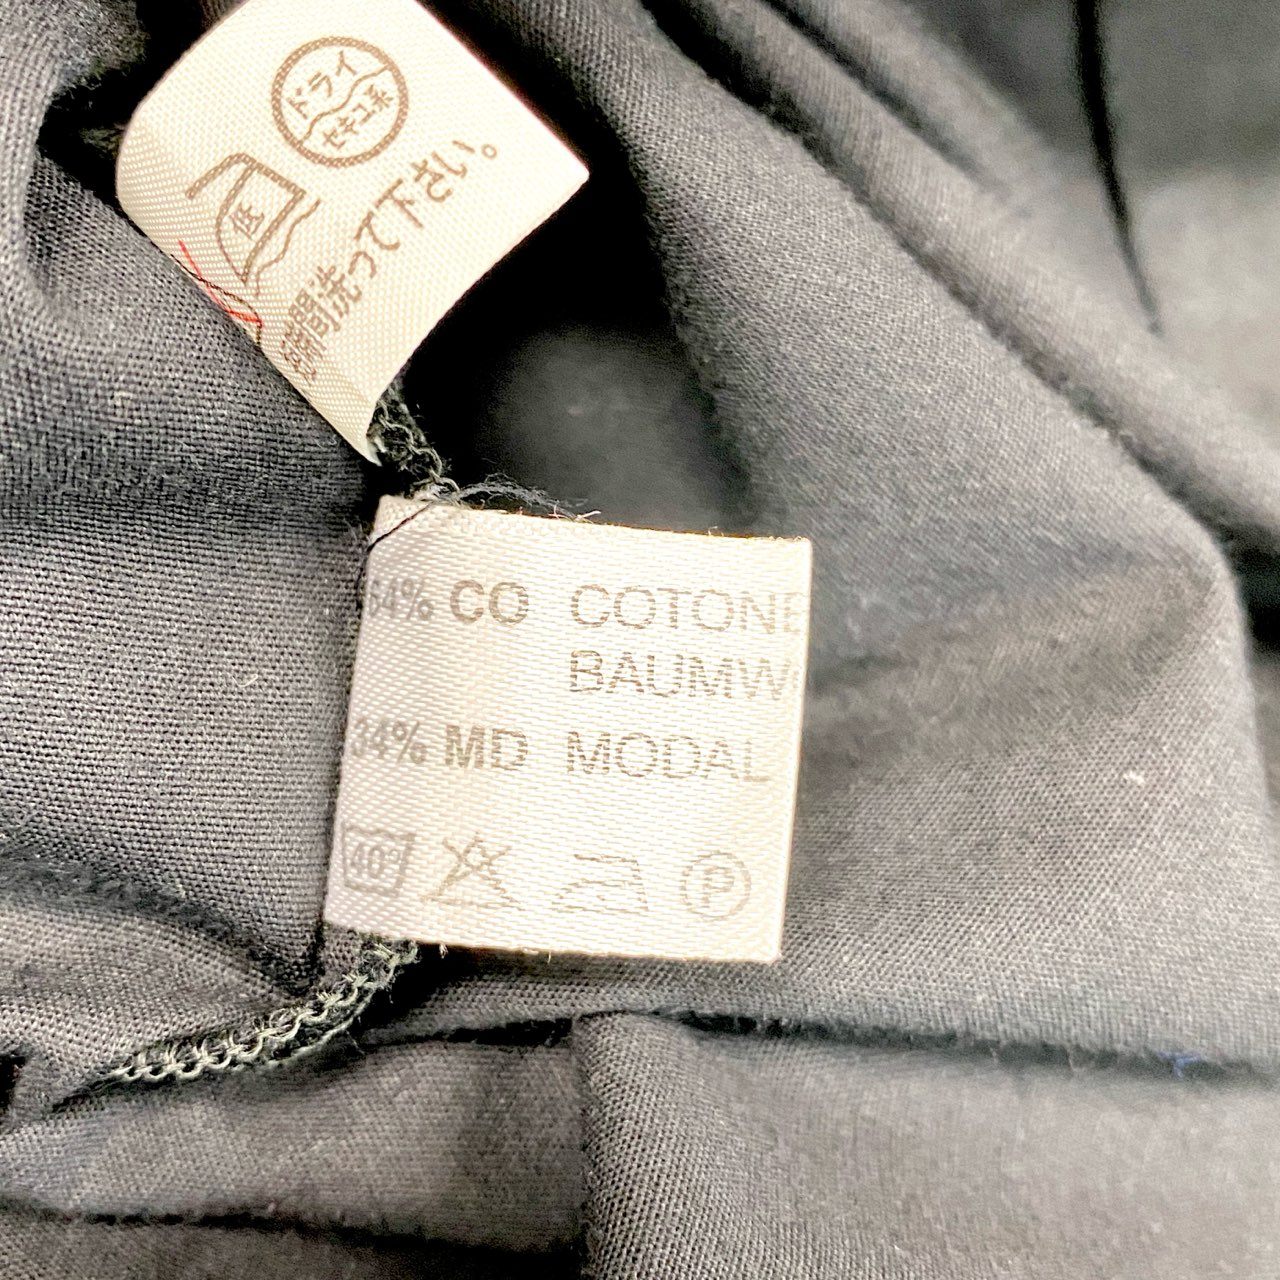 ドライ
セキユ系
低
短時間洗って下さい。
64% CO COTONE
BAUMW
34% MD MODAL
40°
P